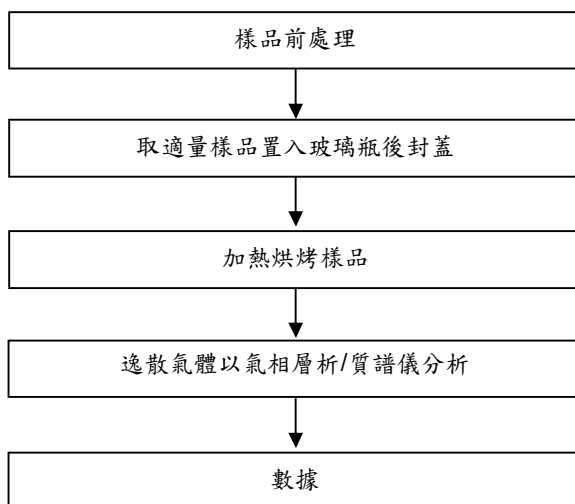 樣品前處理
取適量樣品置入玻璃瓶後封蓋
加熱烘烤樣品
逸散氣體以氣相層析/質譜儀分析
數據